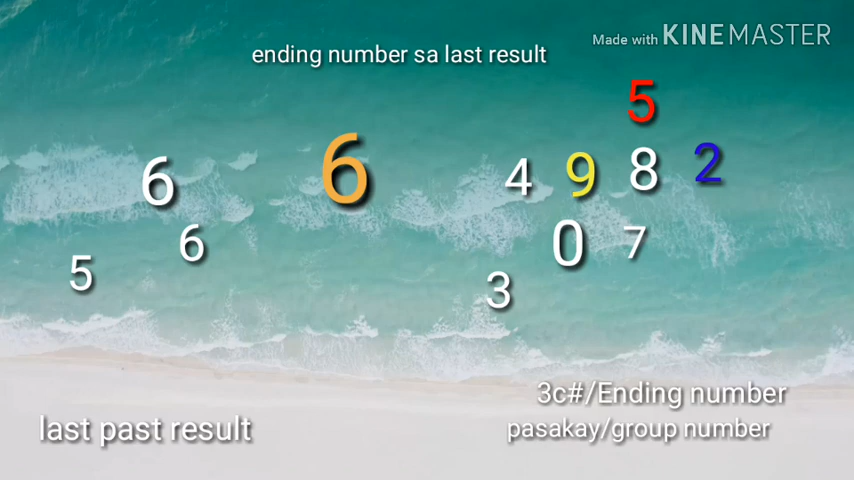 Made with KINEMASTER
ending number sa last result
5
6 6 4 9 8 2
6 0 7
5 3
3c#/Ending number
last past result pasakay/group number